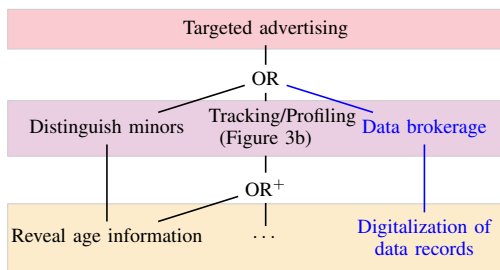 Targeted advertising
OR
Distinguish minors
Tracking/Profiling
(Figure 3b)
Data brokerage
OR⁺
Reveal age information
...
Digitalization of
data records